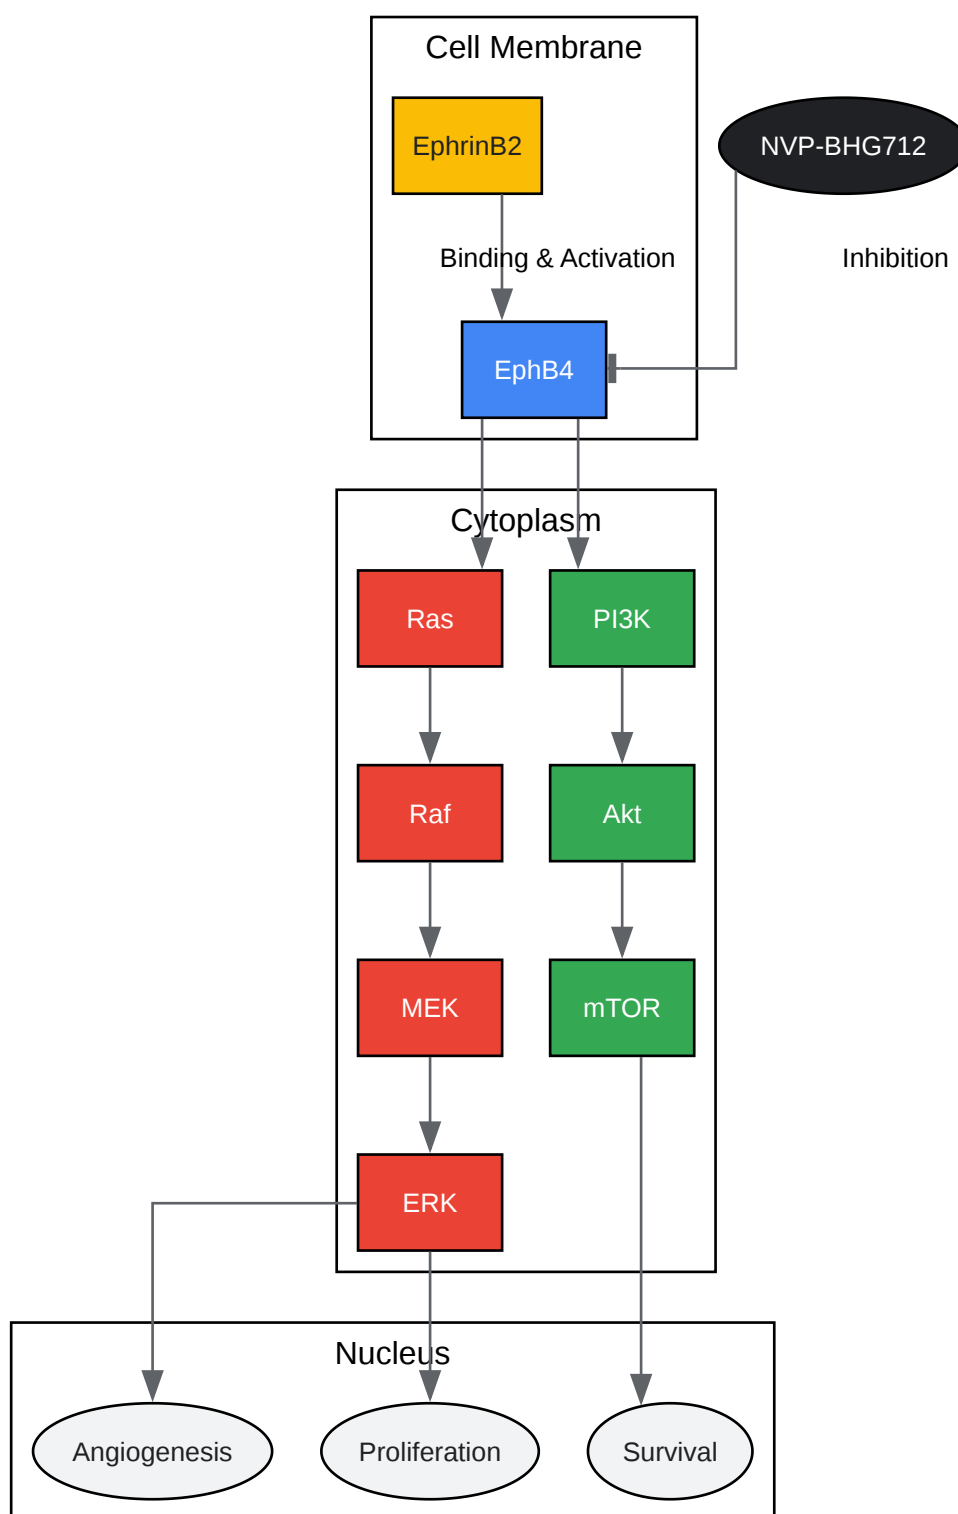 Cell Membrane
EphrinB2
NVP-BHG712
Binding & Activation
Inhibition
EphB4
Cytoplasm
Ras
PI3K
Raf
Akt
MEK
mTOR
ERK
Nucleus
Angiogenesis
Proliferation
Survival